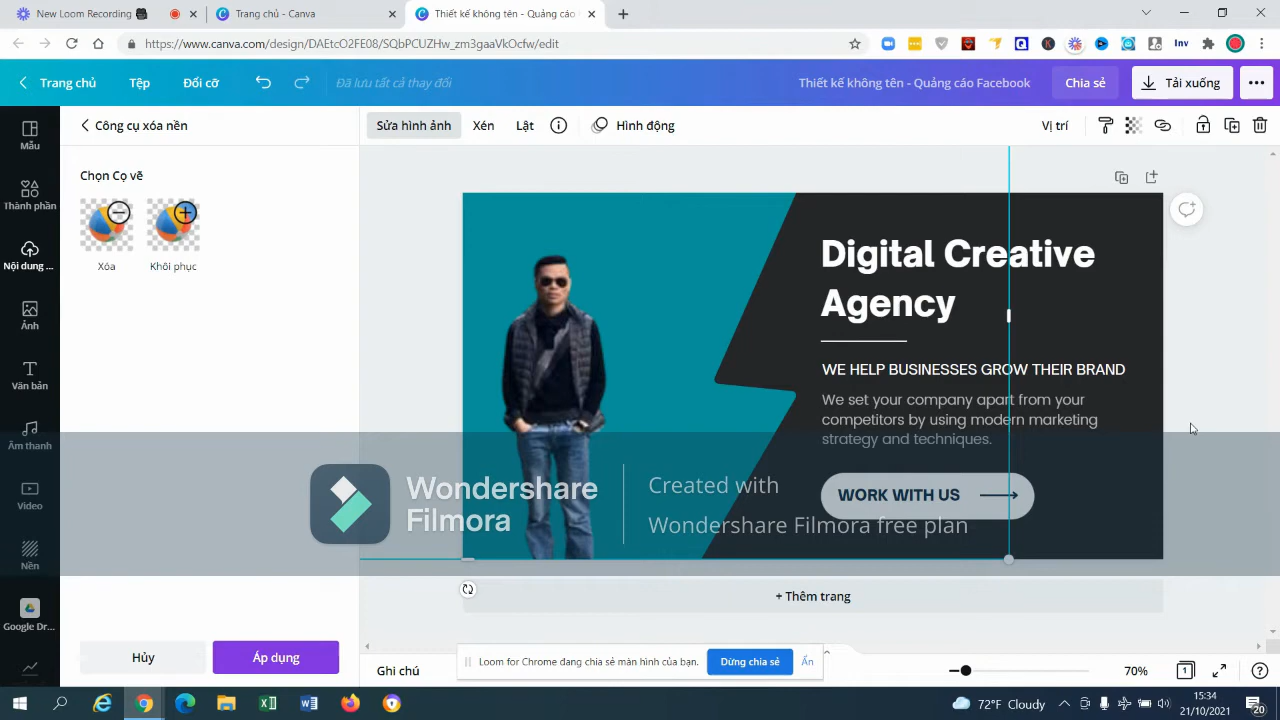 New Loom Recording
Trang chủ - Canva
Thiết kế không tên - Quảng cáo
https://www.canva.com/design/DAEtcO2FE08/SQbPCUZHw_zm3gaaVkOcfw/edit
Inv
Trang chủ
Tệp
Đổi cỡ
Đã lưu tất cả thay đổi
Thiết kế không tên - Quảng cáo Facebook
Chia sẻ
Tải xuống
Mẫu
Thành phần
Nội dung ...
Ảnh
Văn bản
Âm thanh
Video
Nền
Google Dr...
Công cụ xóa nền
Chọn Cọ vẽ
Xóa
Khôi phục
Hủy
Áp dụng
Sửa hình ảnh
Xén
Lật
Hình động
Vị trí
Digital Creative
Agency
WE HELP BUSINESSES GROW THEIR BRAND
We set your company apart from your
competitors by using modern marketing
strategy and techniques.
WORK WITH US
Wondershare
Filmora
Created with
Wondershare Filmora free plan
+ Thêm trang
Ghi chú
Loom for Chrome đang chia sẻ màn hình của bạn.
Dừng chia sẻ
Ẩn
70%
1
72°F Cloudy
15:34
21/10/2021
20